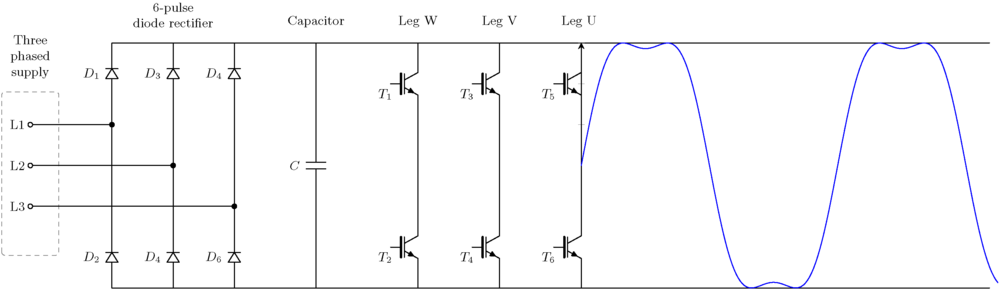 6-pulse
diode rectifier
Capacitor
Leg W
Leg V
Leg U
Three
phased
supply
D1
D3
D4
T1
T3
T5
L1
L2
C
L3
D2
D4
D6
T2
T4
T6